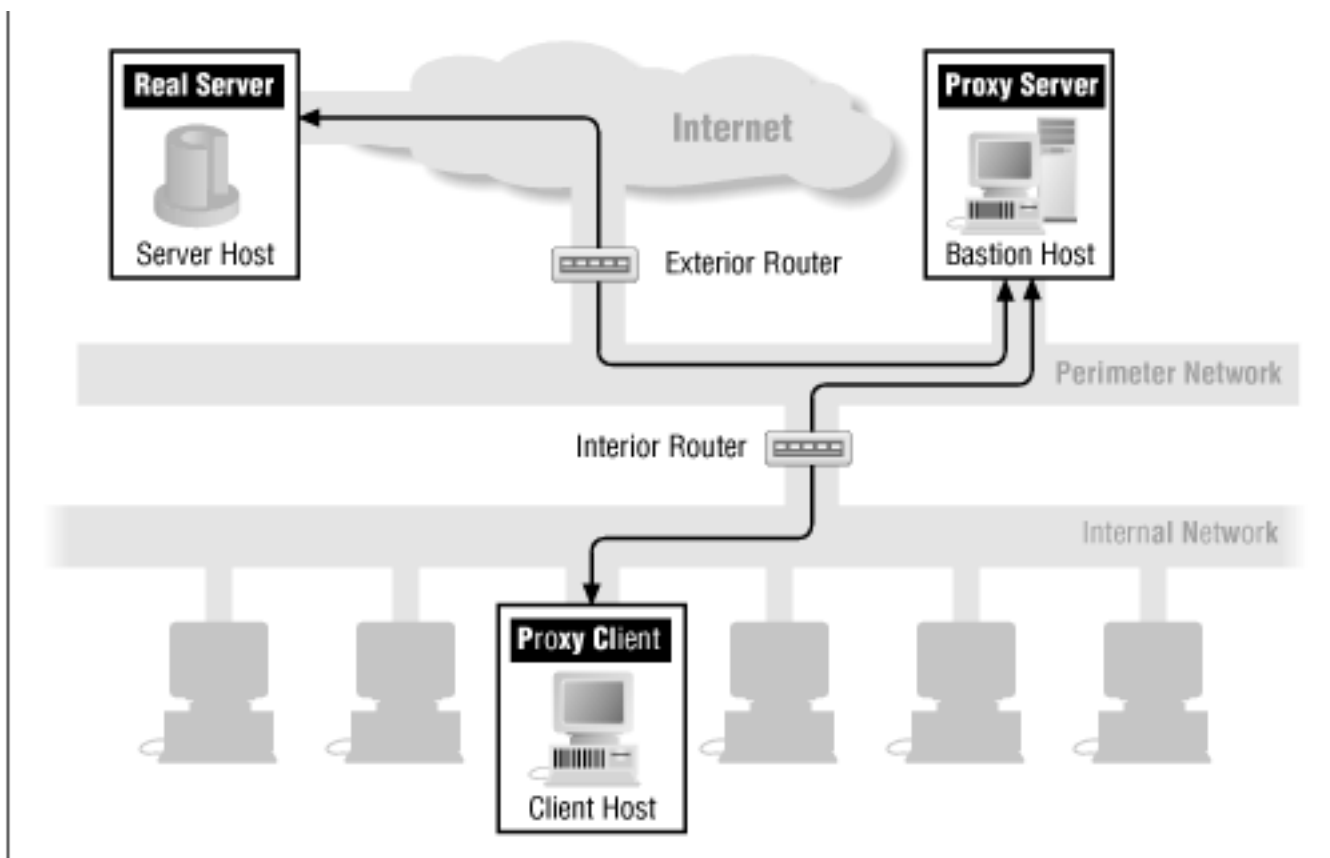 Real Server
Server Host
Internet
Proxy Server
Bastion Host
Exterior Router
Perimeter Network
Interior Router
Internal Network
Proxy Client
Client Host